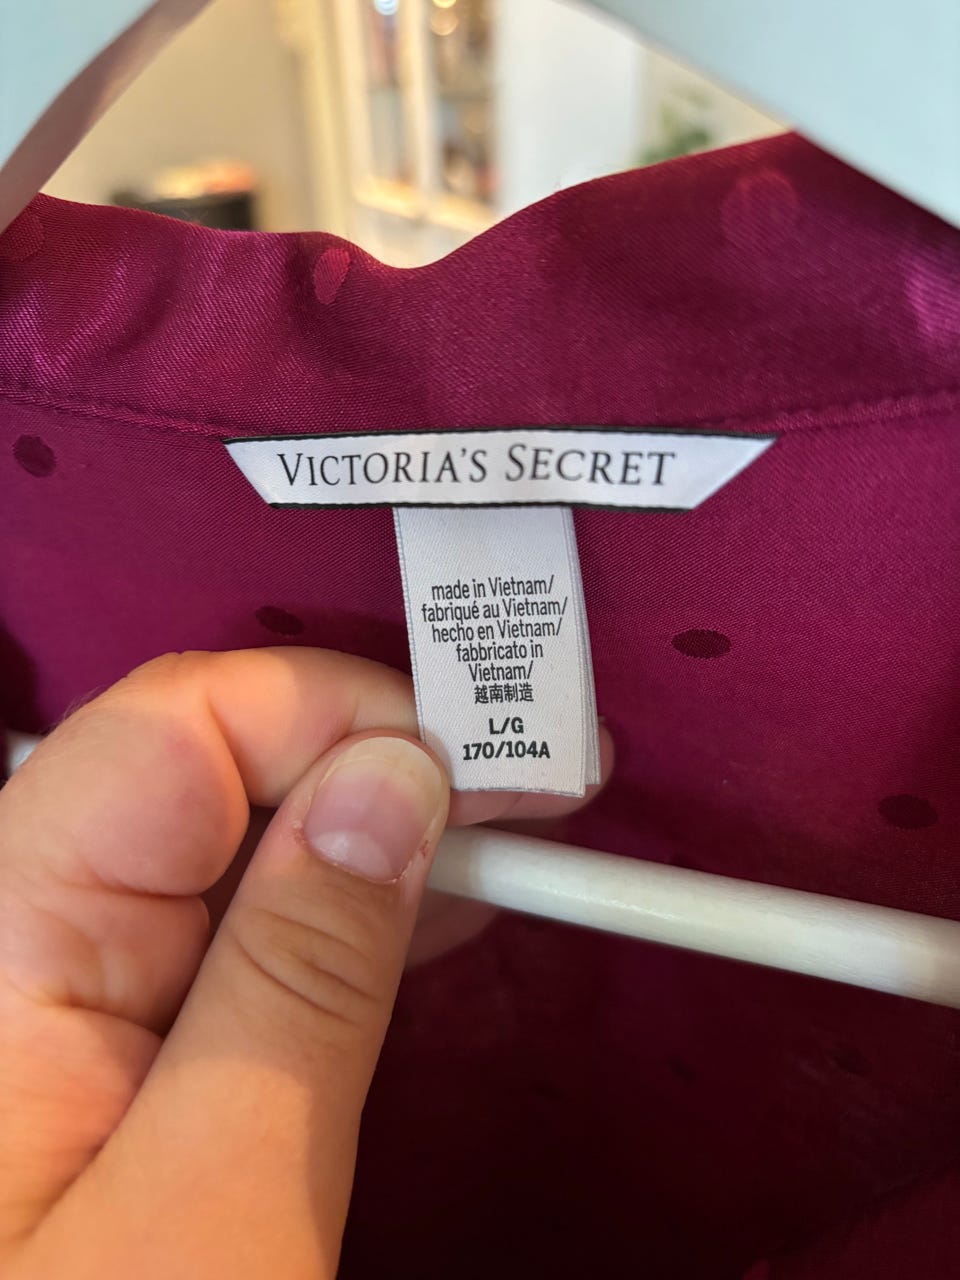 VICTORIA'S SECRET
made in Vietnam/
fabriqué au Vietnam/
hecho en Vietnam/
fabbricato in
Vietnam/
越南制造
L/G
170/104A